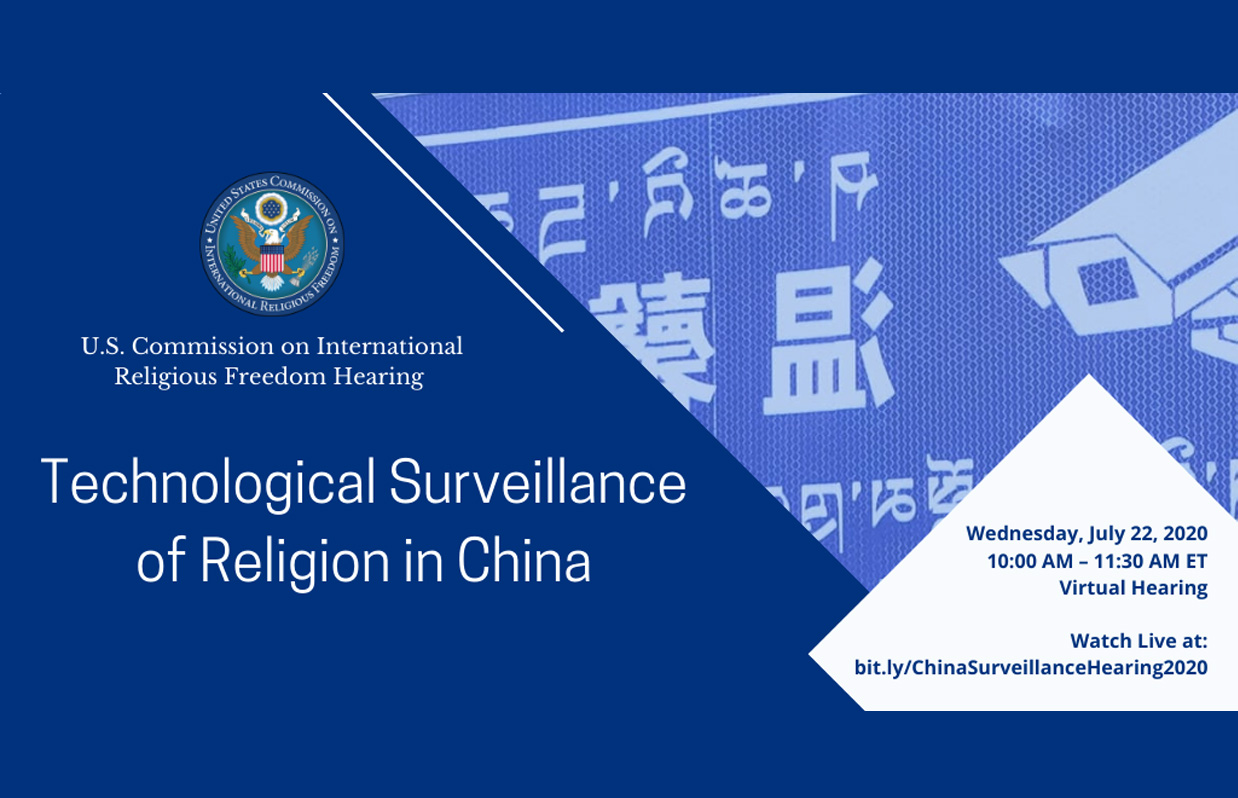 UNITED STATES COMMISSION ON
INTERNATIONAL RELIGIOUS FREEDOM
U.S. Commission on International
Religious Freedom Hearing
Technological Surveillance
of Religion in China
Wednesday, July 22, 2020
10:00 AM – 11:30 AM ET
Virtual Hearing
Watch Live at:
bit.ly/ChinaSurveillanceHearing2020